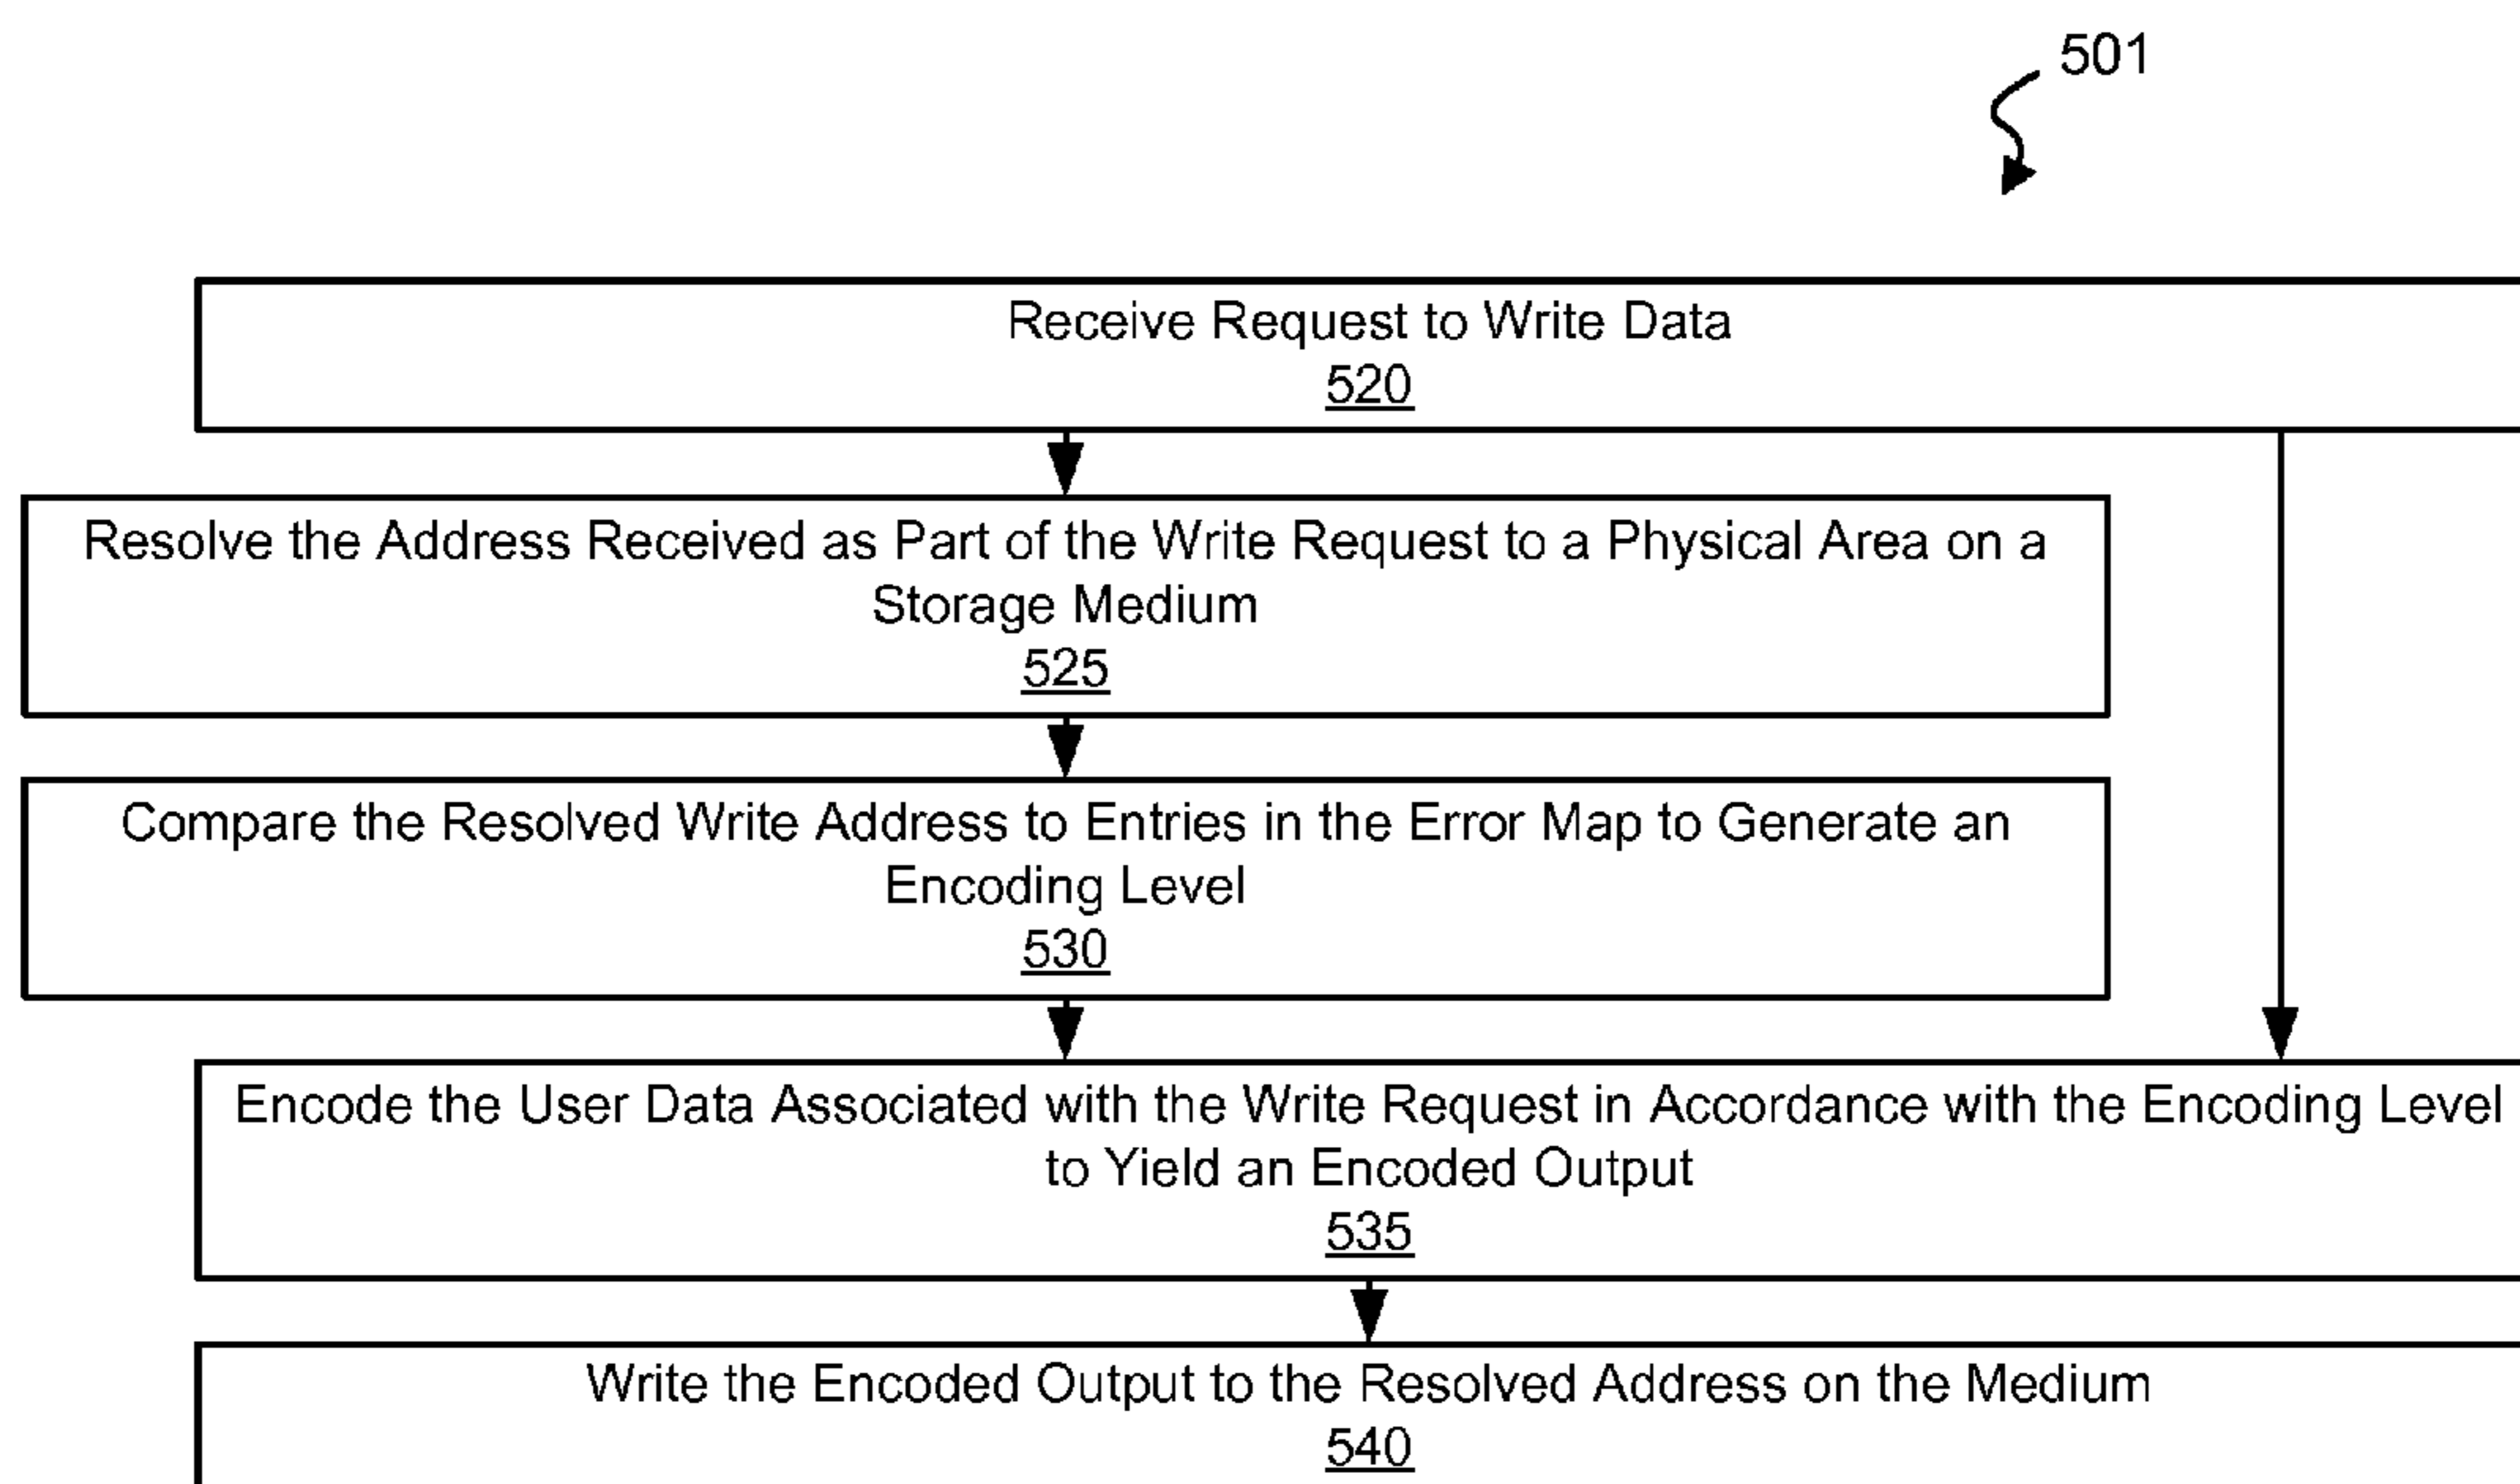 501
Receive Request to Write Data
520
Resolve the Address Received as Part of the Write Request to a Physical Area on a
Storage Medium
525
Compare the Resolved Write Address to Entries in the Error Map to Generate an
Encoding Level
530
Encode the User Data Associated with the Write Request in Accordance with the Encoding Level
to Yield an Encoded Output
535
Write the Encoded Output to the Resolved Address on the Medium
540